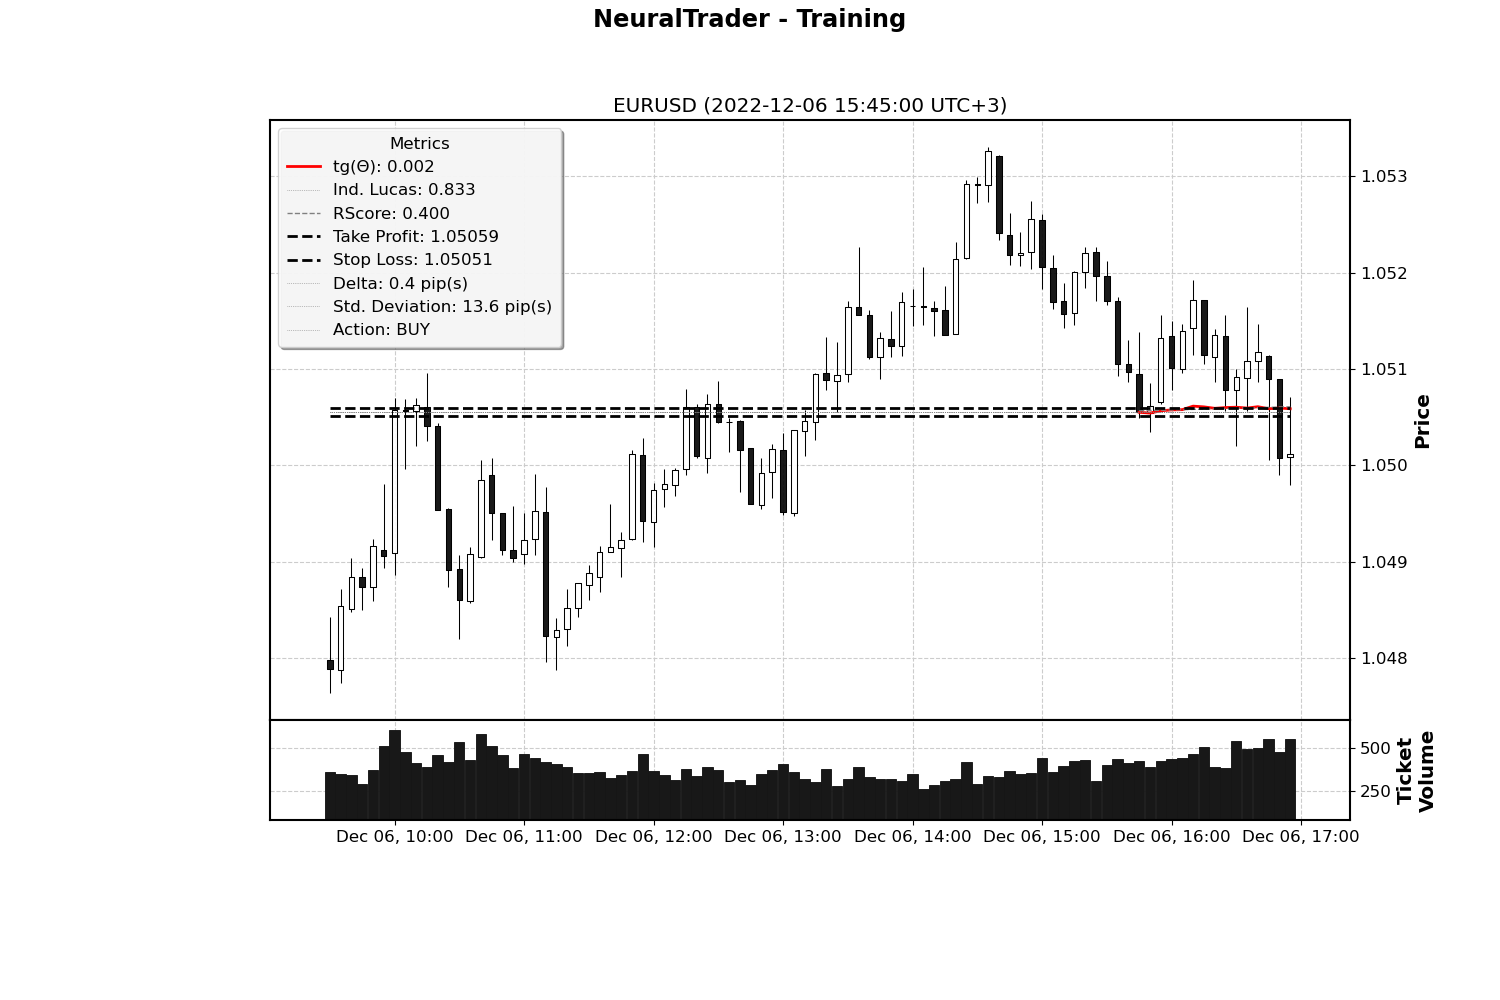 NeuralTrader - Training
EURUSD (2022-12-06 15:45:00 UTC+3)
Metrics
tg(Θ): 0.002
Ind. Lucas: 0.833
RScore: 0.400
Take Profit: 1.05059
Stop Loss: 1.05051
Delta: 0.4 pip(s)
Std. Deviation: 13.6 pip(s)
Action: BUY
1.053
1.052
1.051
1.050
1.049
1.048
Price
500
250
Ticket
Volume
Dec 06, 10:00
Dec 06, 11:00
Dec 06, 12:00
Dec 06, 13:00
Dec 06, 14:00
Dec 06, 15:00
Dec 06, 16:00
Dec 06, 17:00